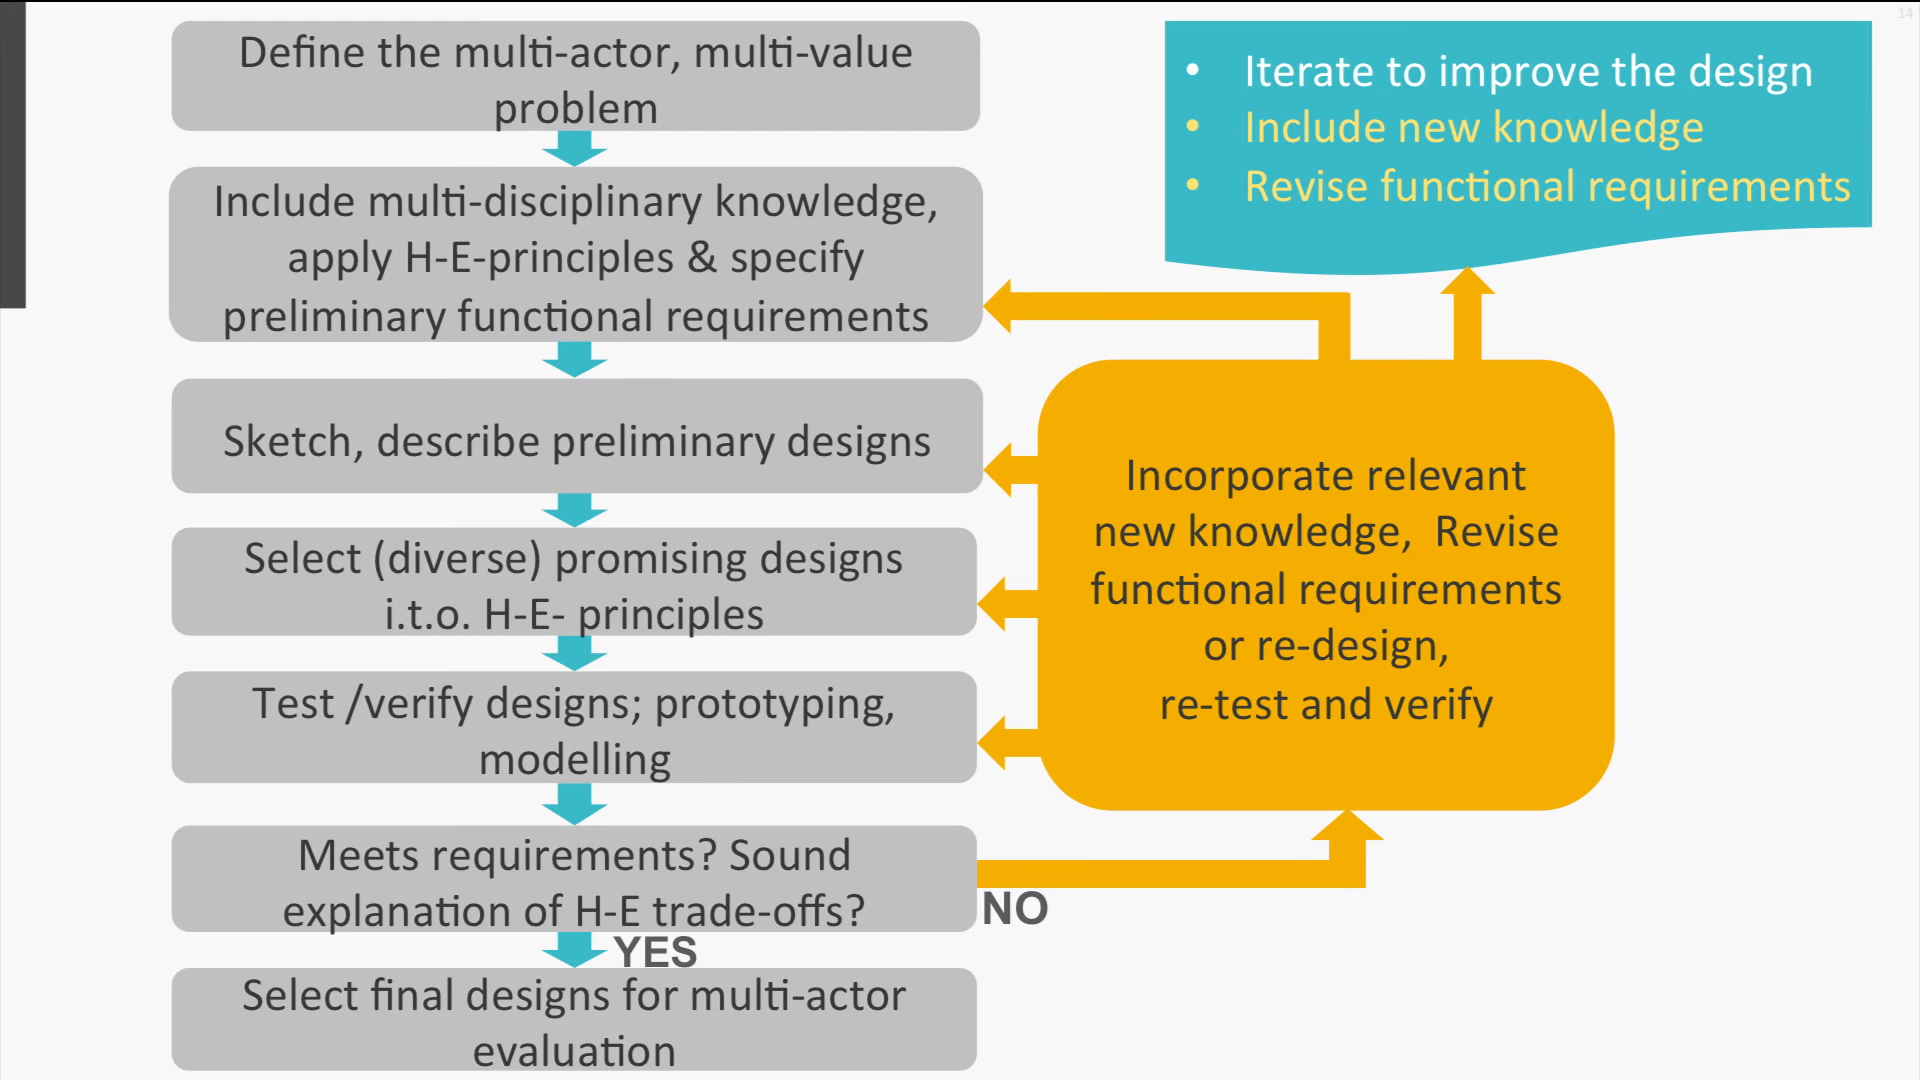 Define the multi-actor, multi-value
problem
Include multi-disciplinary knowledge,
apply H-E-principles & specify
preliminary functional requirements
Sketch, describe preliminary designs
Select (diverse) promising designs
i.t.o. H-E- principles
Test /verify designs; prototyping,
modelling
Meets requirements? Sound
explanation of H-E trade-offs?
NO
YES
Select final designs for multi-actor
evaluation
14
• Iterate to improve the design
• Include new knowledge
• Revise functional requirements
Incorporate relevant
new knowledge, Revise
functional requirements
or re-design,
re-test and verify